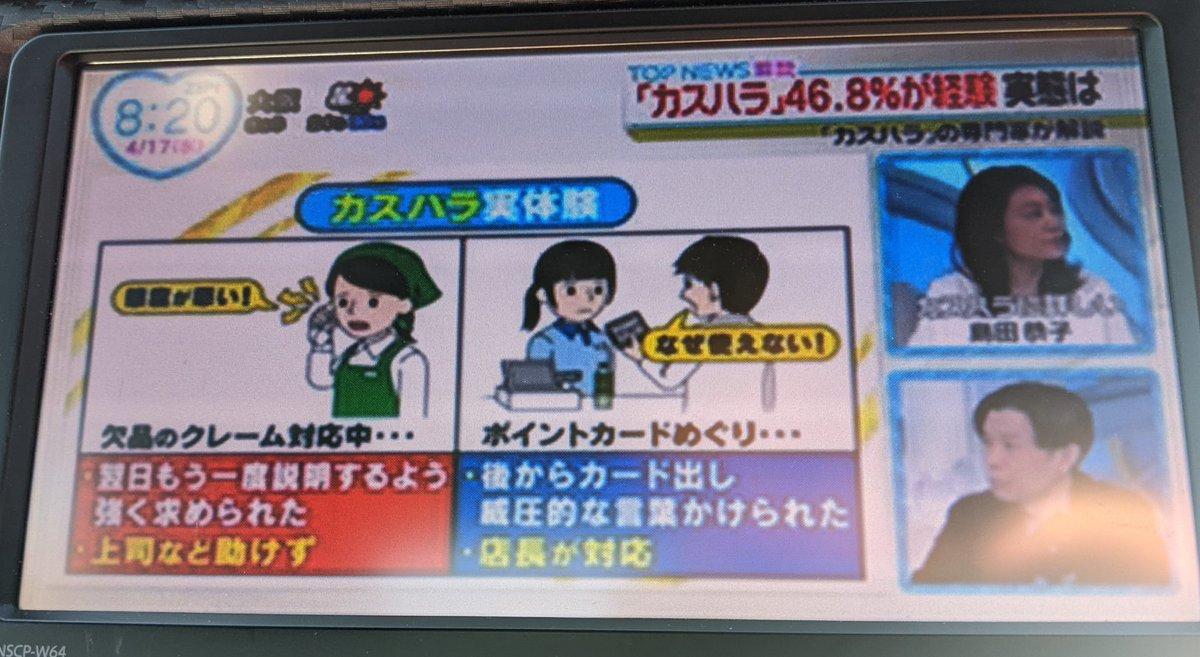 8:20
4/17(水)
大阪
TOP NEWS
「カスハラ」46.8%が経験 実態は
「カスハラ」の専門家が解説
カスハラ実体験
態度が悪い!
なぜ使えない!
欠品のクレーム対応中・・・
・翌日もう一度説明するよう
強く求められた
・上司など助けず
ポイントカードめぐり・・・
・後からカード出し
威圧的な言葉かけられた
・店長が対応
カスハラに詳しい
島田恭子
NSCP-W64